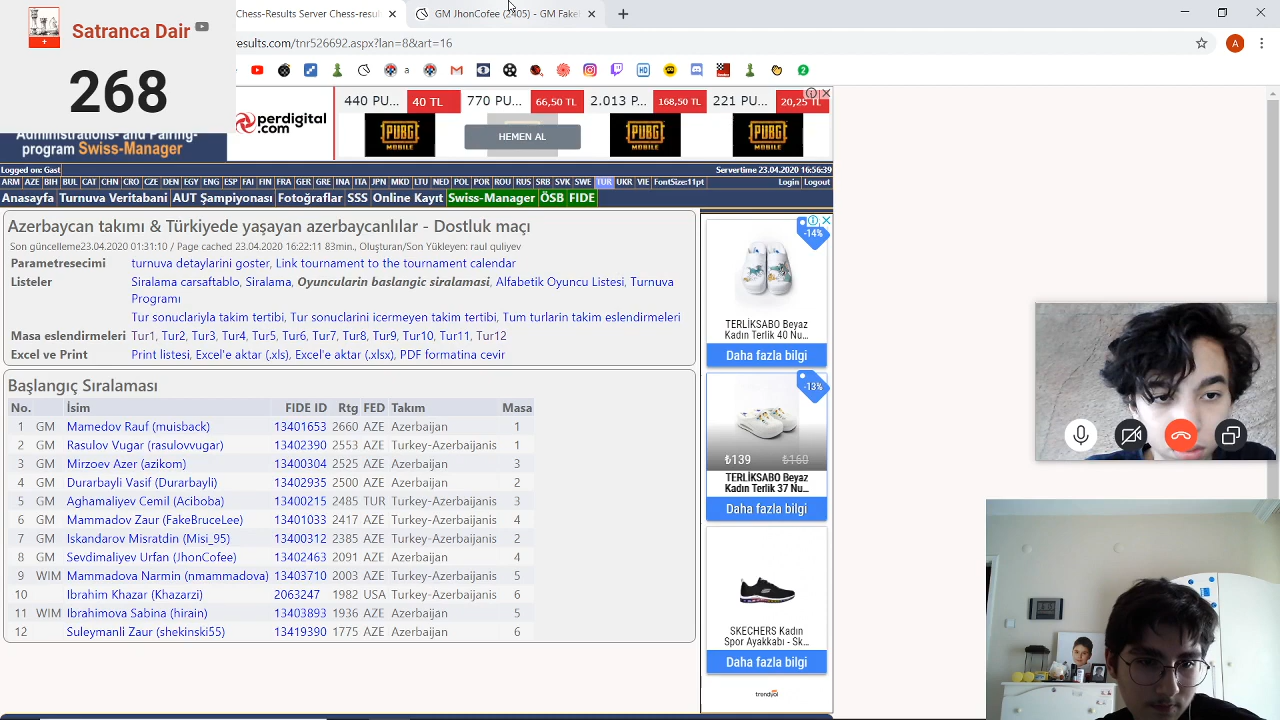 Chess-Results
GM JhonCofee (2405) - GM Fake
Satranca Dair
268
results.com/tnr526692.aspx?lan=8&art=16
A
a
HD
2
Administrations- and Pairing-
program Swiss-Manager
perdigital
.com
440 PU... 40 TL 770 PU... 66,50 TL 2.013 P... 168,50 TL 221 PU... 20,25 TL
PUBG MOBILE
HEMEN AL
PUBG MOBILE
PUBG MOBILE
Logged on: Gast
Servertime 23.04.2020 16:56:39
ARM AZE BIH BUL CAT CHN CRO CZE DEN EGY ENG ESP FAI FIN FRA GER GRE INA ITA JPN MKD LTU NED POL POR ROU RUS SRB SVK SWE TUR UKR VIE FontSize:11pt
Login Logout
Anasayfa Turnuva Veritabani AUT Şampiyonası Fotoğraflar SSS Online Kayıt Swiss-Manager ÖSB FIDE
Azerbaycan takımı & Türkiyede yaşayan azerbaycanlılar - Dostluk maçı
Son güncelleme23.04.2020 01:31:10 / Page cached 23.04.2020 16:22:11 83min., Oluşturan/Son Yükleyen: raul quliyev
Parametresecimi turnuva detaylarini goster, Link tournament to the tournament calendar
Listeler Siralama carsaftablo, Siralama, Oyuncularin baslangic siralamasi, Alfabetik Oyuncu Listesi, Turnuva
Programı
Tur sonuclariyla takim tertibi, Tur sonuclarini icermeyen takim tertibi, Tum turlarin takim eslendirmeleri
Masa eslendirmeleri Tur1, Tur2, Tur3, Tur4, Tur5, Tur6, Tur7, Tur8, Tur9, Tur10, Tur11, Tur12
Excel ve Print Print listesi, Excel'e aktar (.xls), Excel'e aktar (.xlsx), PDF formatina cevir
Başlangıç Sıralaması
No. İsim FIDE ID Rtg FED Takım Masa
1 GM Mamedov Rauf (muisback) 13401653 2660 AZE Azerbaijan 1
2 GM Rasulov Vugar (rasulovvugar) 13402390 2553 AZE Turkey-Azerbaijanis 1
3 GM Mirzoev Azer (azikom) 13400304 2525 AZE Azerbaijan 3
4 GM Durarbayli Vasif (Durarbayli) 13402935 2500 AZE Azerbaijan 2
5 GM Aghamaliyev Cemil (Aciboba) 13400215 2485 TUR Turkey-Azerbaijanis 3
6 GM Mammadov Zaur (FakeBruceLee) 13401033 2417 AZE Turkey-Azerbaijanis 4
7 GM Iskandarov Misratdin (Misi_95) 13400312 2385 AZE Turkey-Azerbaijanis 2
8 GM Sevdimaliyev Urfan (JhonCofee) 13402463 2091 AZE Azerbaijan 4
9 WIM Mammadova Narmin (nmammadova) 13403710 2003 AZE Turkey-Azerbaijanis 5
10 Ibrahim Khazar (Khazarzi) 2063247 1982 USA Turkey-Azerbaijanis 6
11 WIM Ibrahimova Sabina (hirain) 13403893 1936 AZE Azerbaijan 5
12 Suleymanli Zaur (shekinski55) 13419390 1775 AZE Azerbaijan 6
-14%
TERLİKSABO Beyaz
Kadın Terlik 40 Nu...
Daha fazla bilgi
-13%
₺139 ₺160
TERLİKSABO Beyaz
Kadın Terlik 37 Nu...
Daha fazla bilgi
SKECHERS Kadın
Spor Ayakkabı - Sk...
Daha fazla bilgi
trendyol